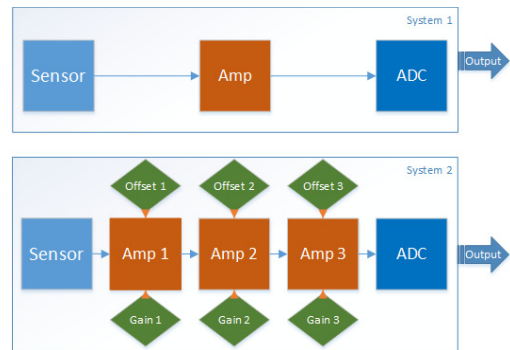 System 1
Sensor
Amp
ADC
Output
System 2
Offset 1
Offset 2
Offset 3
Sensor
Amp 1
Amp 2
Amp 3
ADC
Output
Gain 1
Gain 2
Gain 3